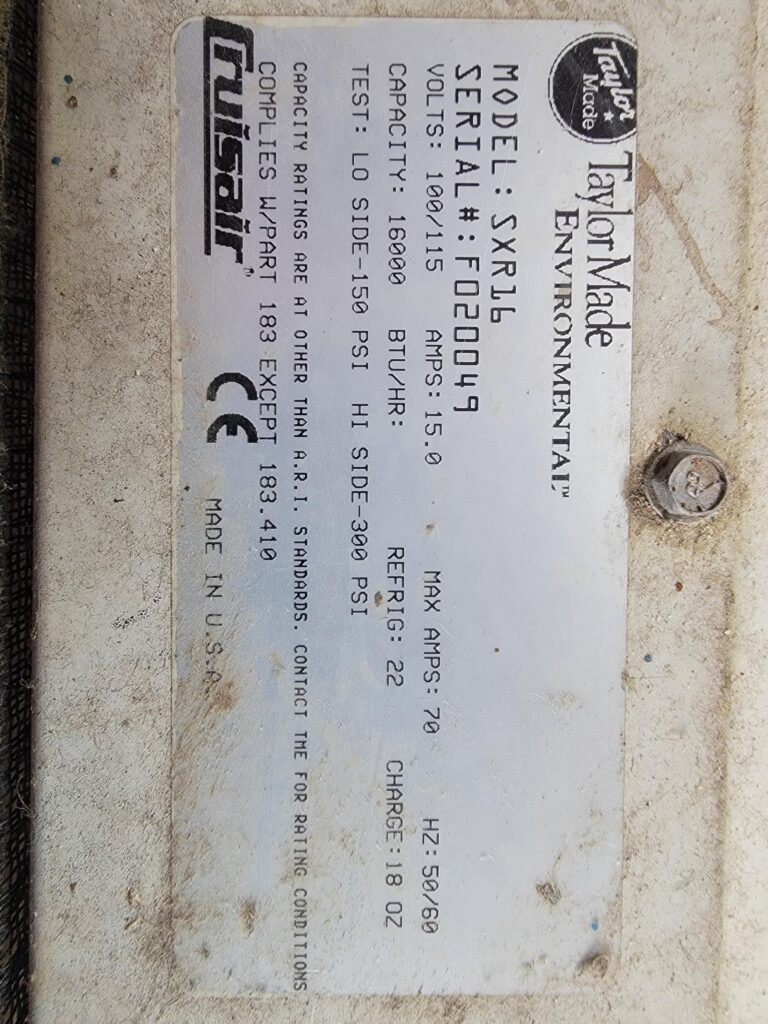 Taylor Made
Taylor Made
ENVIRONMENTAL™
MODEL: SXR16
SERIAL#: F020049
VOLTS: 100/115 AMPS: 15.0 MAX AMPS: 70 HZ: 50/60
CAPACITY: 16000 BTU/HR: REFRIG: 22 CHARGE: 18 OZ
TEST: LO SIDE-150 PSI HI SIDE-300 PSI
CAPACITY RATINGS ARE AT OTHER THAN A.R.I. STANDARDS. CONTACT TME FOR RATING CONDITIONS
COMPLIES W/PART 183 EXCEPT 183.410
Cruisair® CE MADE IN U.S.A.